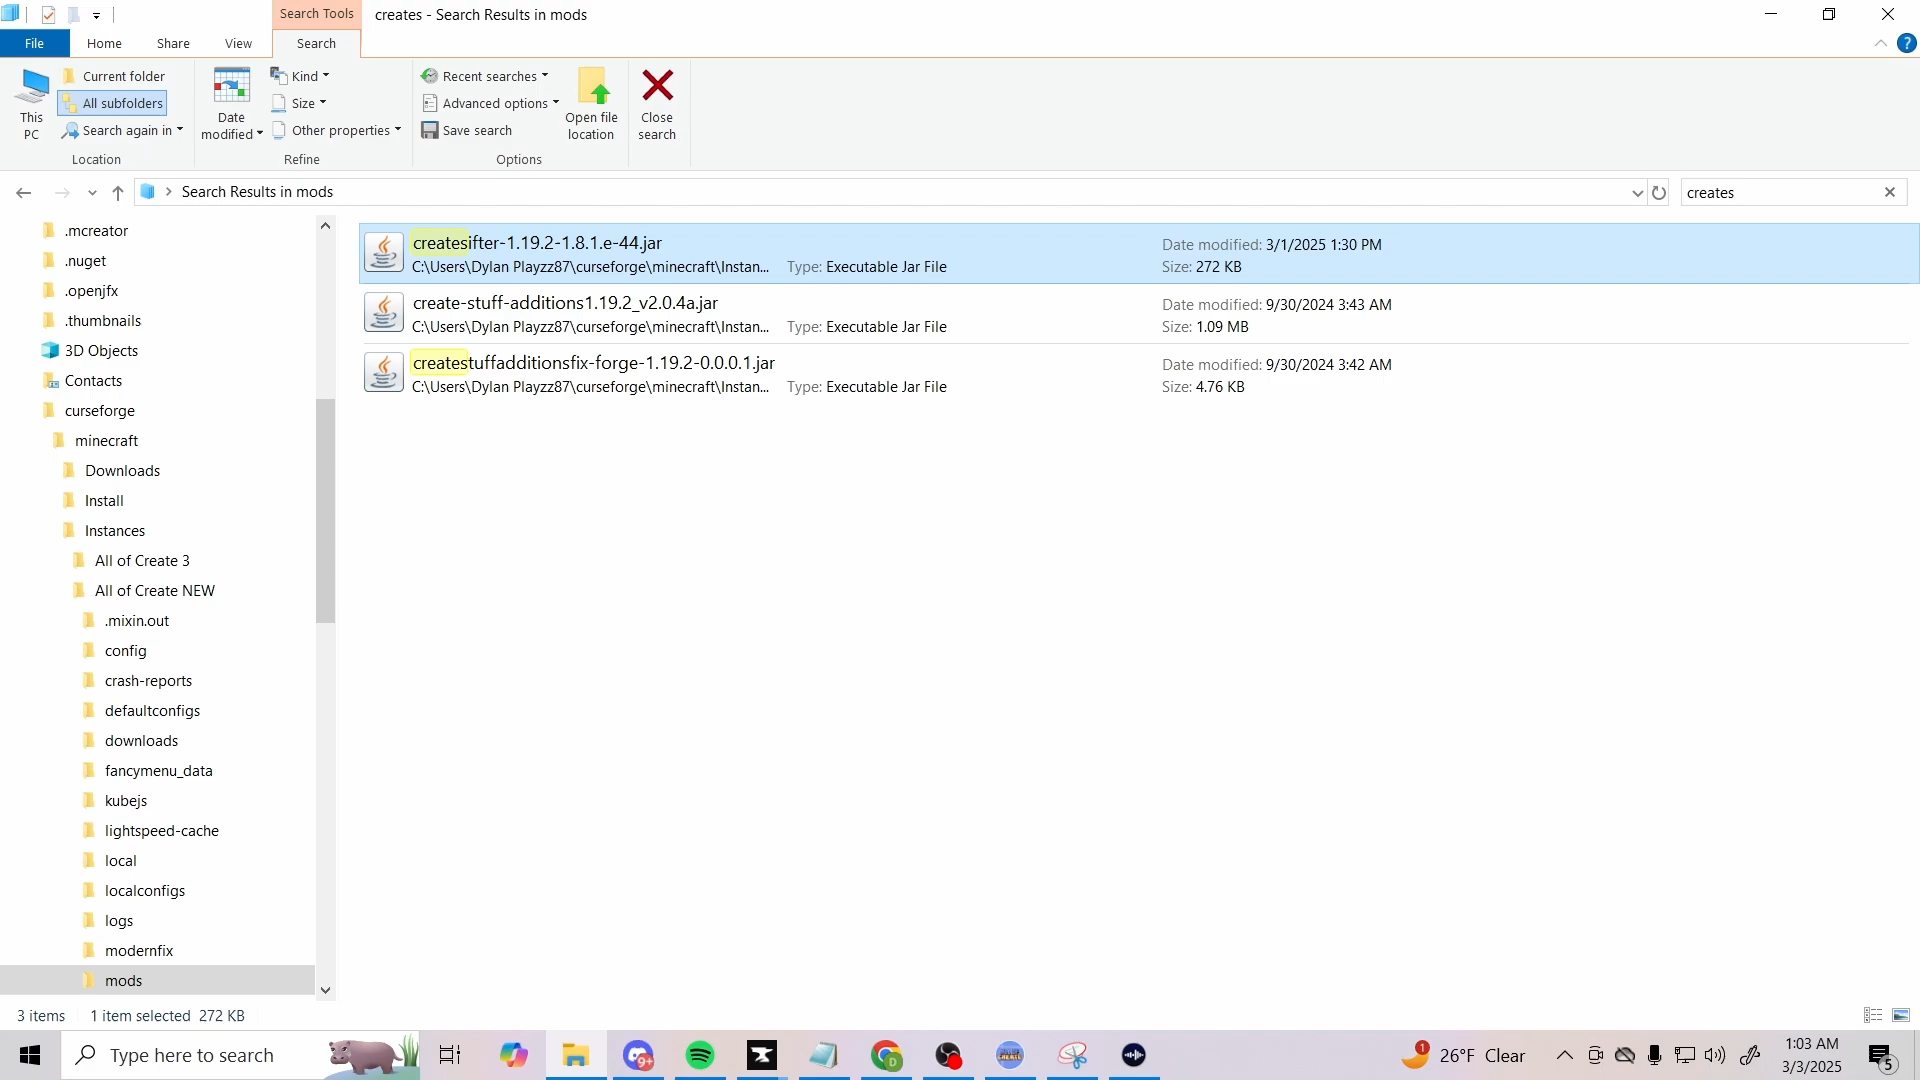 Search Tools
creates - Search Results in mods
File
Home
Share
View
Search
?
This PC
Current folder
All subfolders
Search again in
Location
Date modified
Kind
Size
Other properties
Refine
Recent searches
Advanced options
Save search
Options
Open file location
Close search
Search Results in mods
creates
.mcreator
.nuget
.openjfx
.thumbnails
3D Objects
Contacts
curseforge
minecraft
Downloads
Install
Instances
All of Create 3
All of Create NEW
.mixin.out
config
crash-reports
defaultconfigs
downloads
fancymenu_data
kubejs
lightspeed-cache
local
localconfigs
logs
modernfix
mods
createsifter-1.19.2-1.8.1.e-44.jar
Date modified: 3/1/2025 1:30 PM
C:\Users\Dylan Playzz87\curseforge\minecraft\Instan...
Type: Executable Jar File
Size: 272 KB
create-stuff-additions1.19.2_v2.0.4a.jar
Date modified: 9/30/2024 3:43 AM
C:\Users\Dylan Playzz87\curseforge\minecraft\Instan...
Type: Executable Jar File
Size: 1.09 MB
createstuffadditionsfix-forge-1.19.2-0.0.0.1.jar
Date modified: 9/30/2024 3:42 AM
C:\Users\Dylan Playzz87\curseforge\minecraft\Instan...
Type: Executable Jar File
Size: 4.76 KB
3 items
1 item selected 272 KB
Type here to search
9+
D
1
26°F Clear
1:03 AM
3/3/2025
5